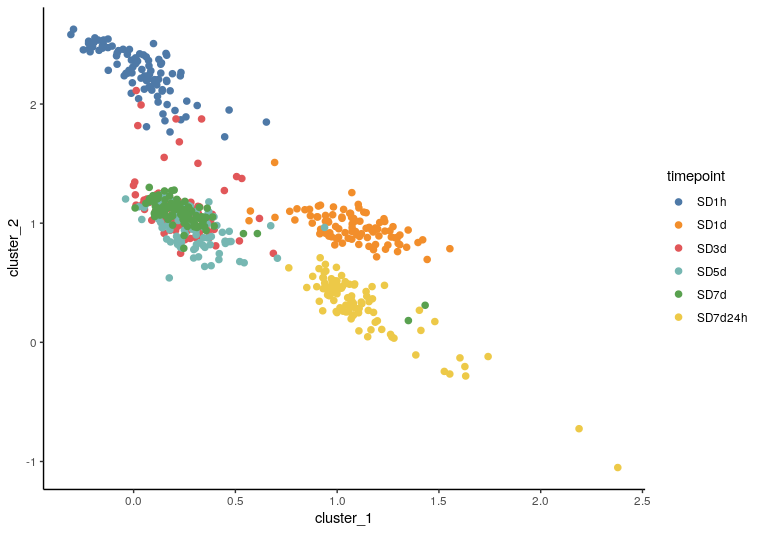 2
1
0
-1
cluster_2
0.0 0.5 1.0 1.5 2.0 2.5
cluster_1
timepoint
SD1h
SD1d
SD3d
SD5d
SD7d
SD7d24h